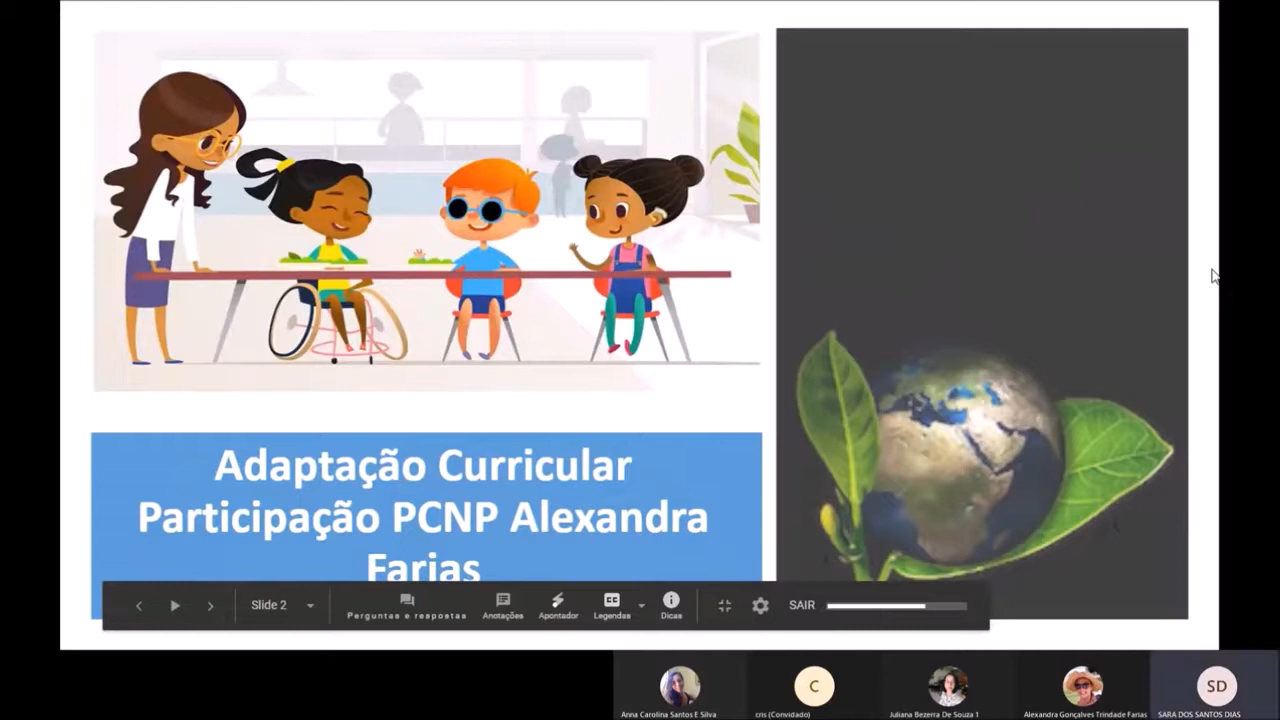 Adaptação Curricular
Participação PCNP Alexandra
Farias
Slide 2
Perguntas e respostas
Anotações
Apontador
Legendas
Dicas
SAIR
C
SD
Anna Carolina Santos E Silva
cris (Convidado)
Juliana Bezerra De Souza 1
Alexandra Gonçalves Trindade Farias
SARA DOS SANTOS DIAS